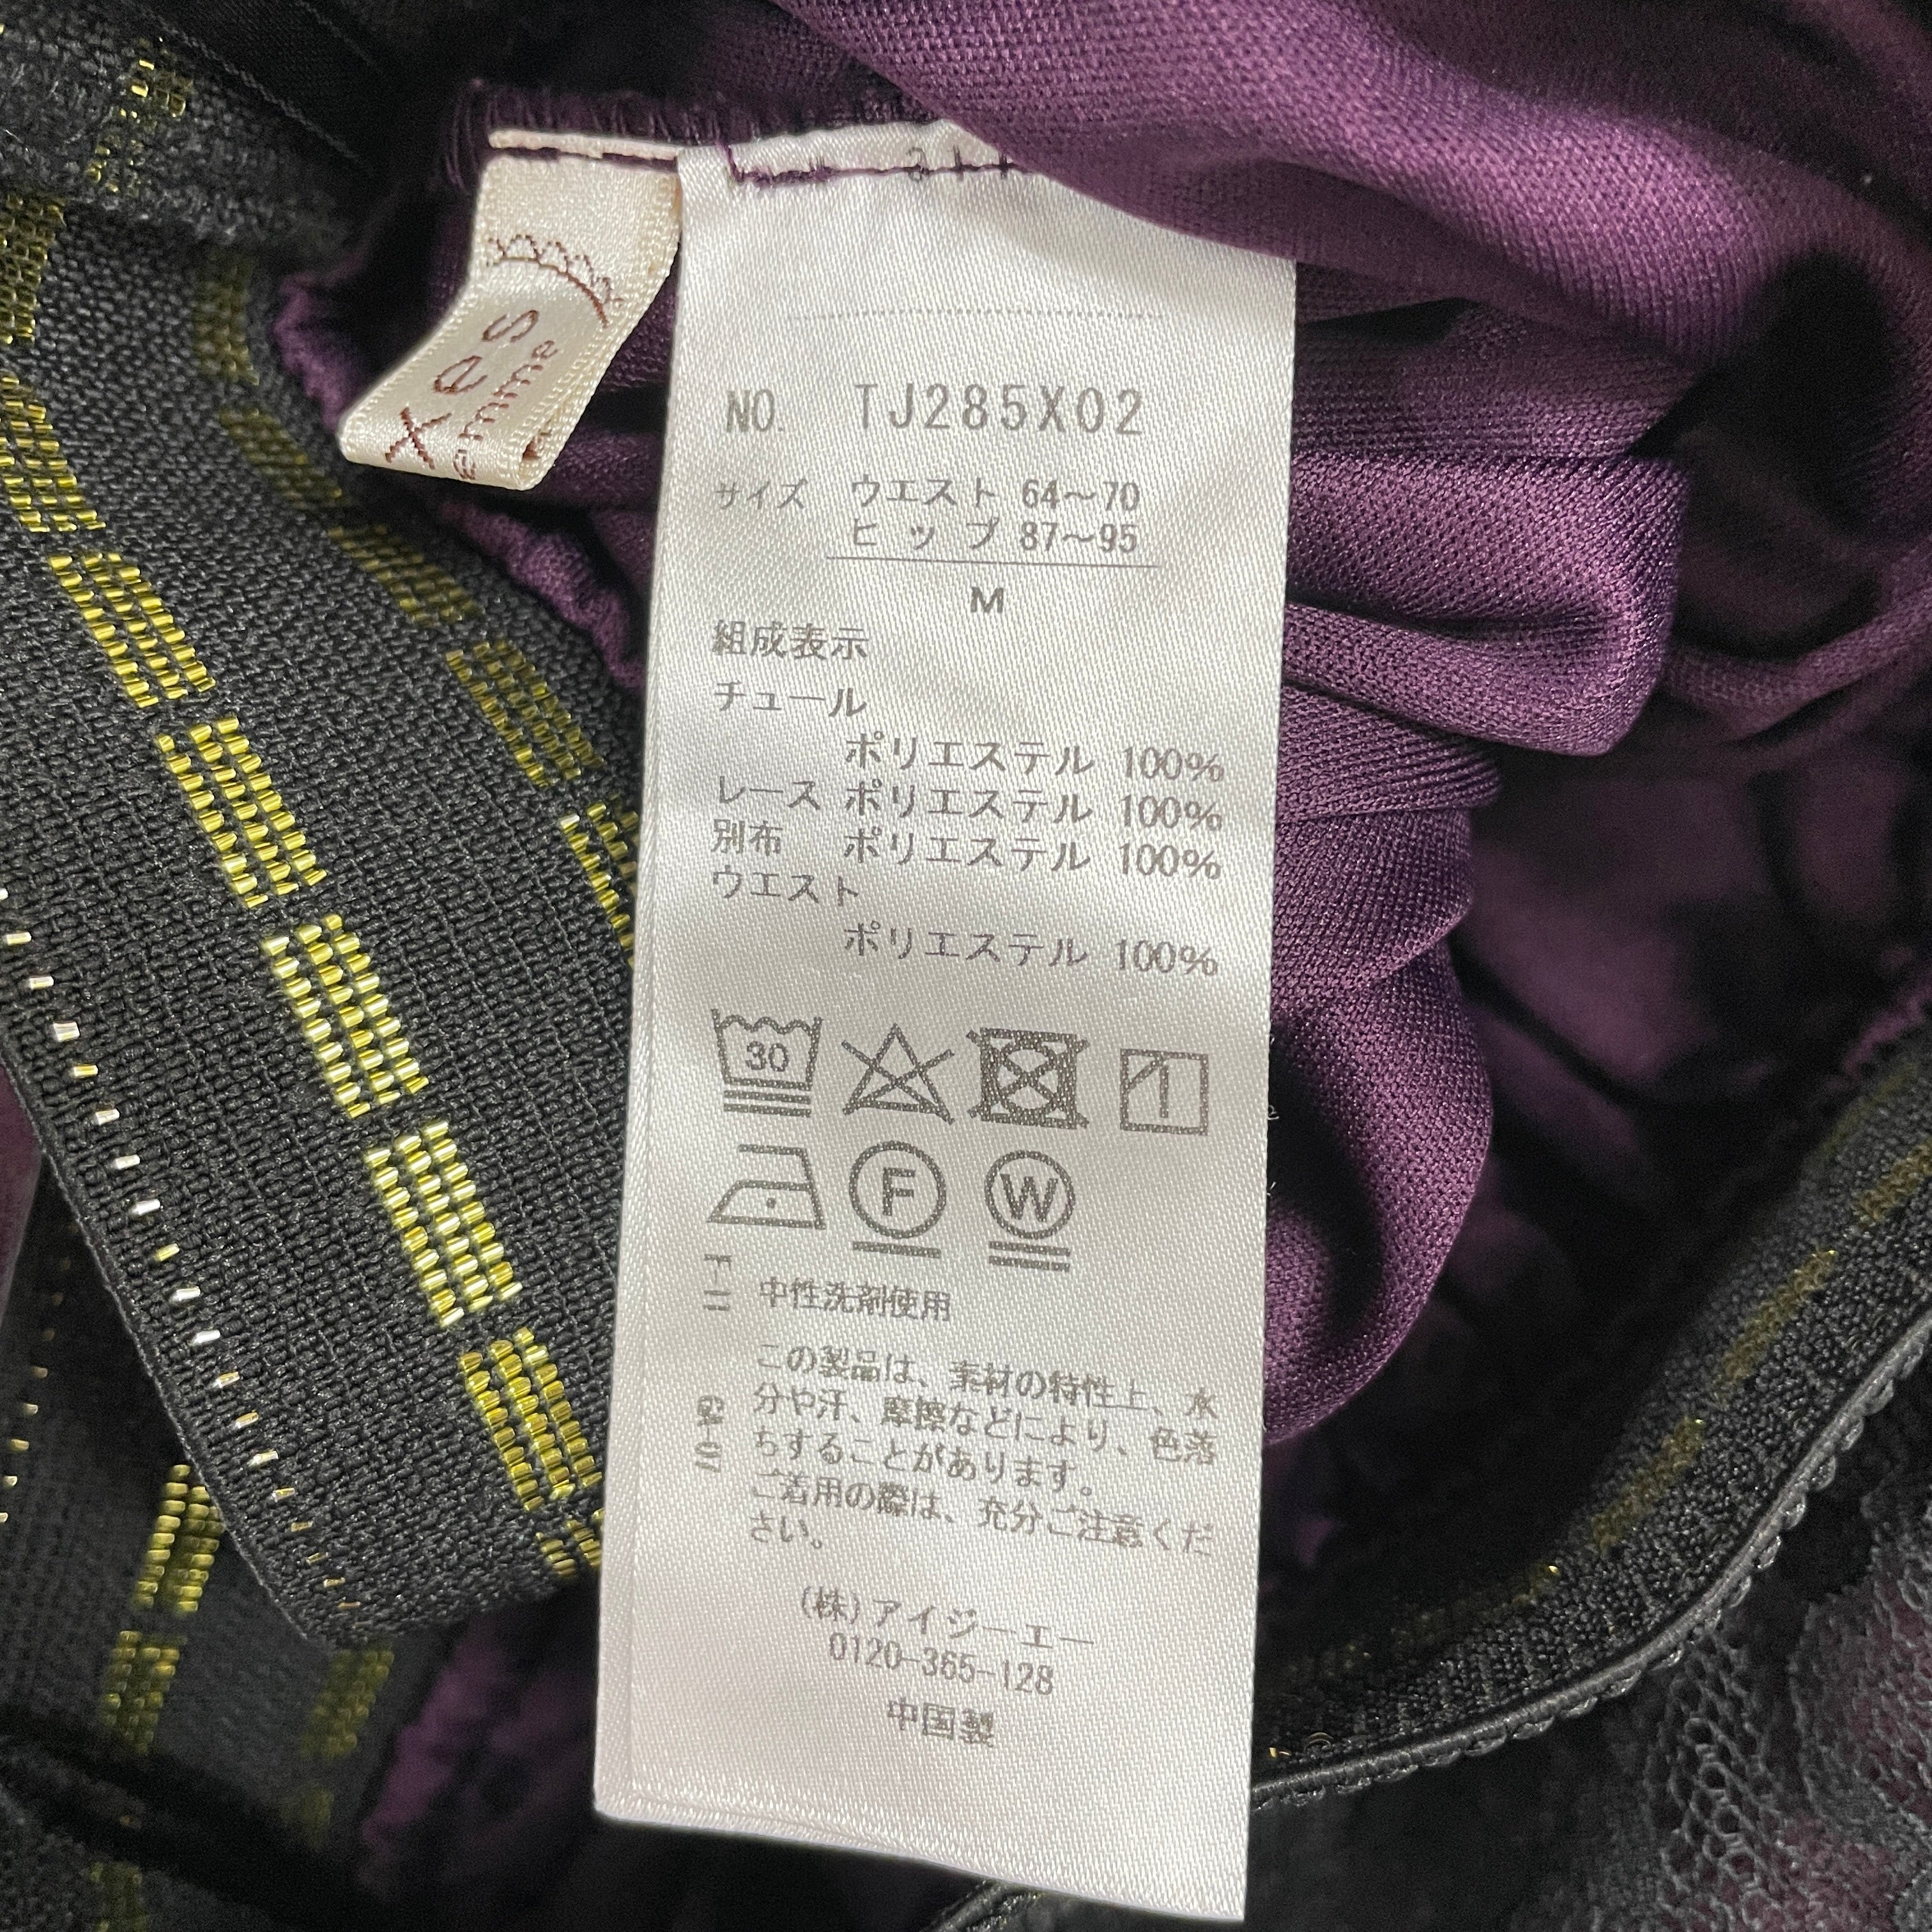 xes
emme
NO. TJ285X02
サイズ ウエスト 64～70
ヒップ 87～95
M
組成表示
チュール
ポリエステル 100%
レース ポリエステル 100%
別布 ポリエステル 100%
ウエスト
ポリエステル 100%
30
F
W
中性洗剤使用
この製品は、素材の特性上、水
分や汗、摩擦などにより、色落
ちすることがあります。
ご着用の際は、充分ご注意くだ
さい。
(株)アイジーエー
0120-365-128
中国製